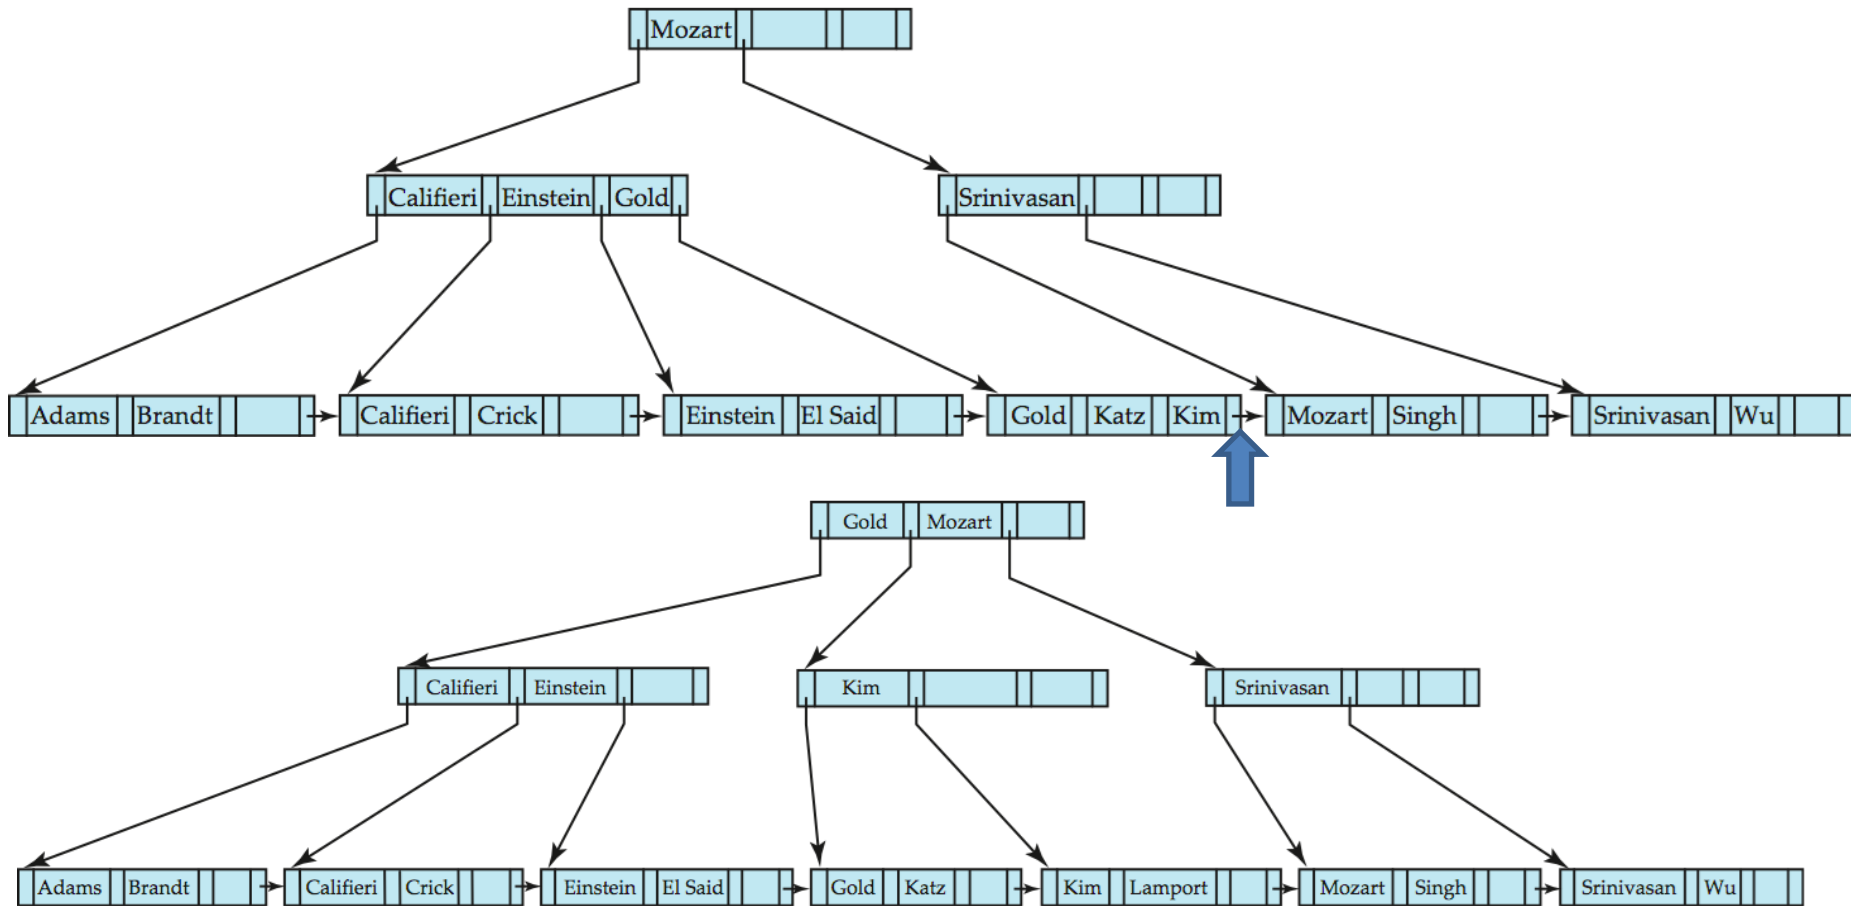 Mozart
Califieri Einstein Gold
Srinivasan
Adams Brandt
Califieri Crick
Einstein El Said
Gold Katz Kim
Mozart Singh
Srinivasan Wu
Gold Mozart
Califieri Einstein
Kim
Srinivasan
Adams Brandt
Califieri Crick
Einstein El Said
Gold Katz
Kim Lamport
Mozart Singh
Srinivasan Wu